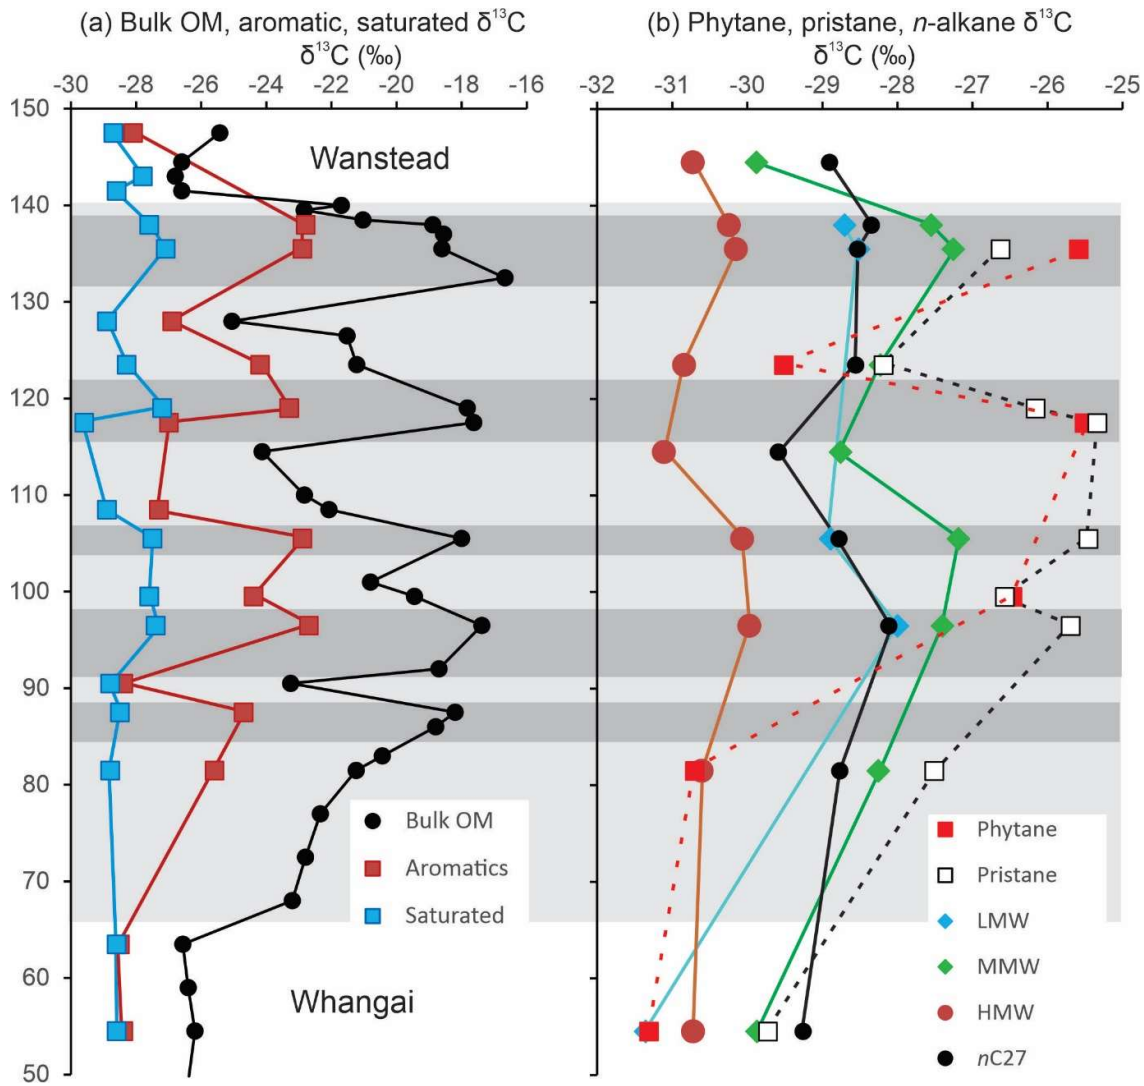 (a) Bulk OM, aromatic, saturated δ¹³C
δ¹³C (‰)
-30 -28 -26 -24 -22 -20 -18 -16
(b) Phytane, pristane, n-alkane δ¹³C
δ¹³C (‰)
-32 -31 -30 -29 -28 -27 -26 -25
150
140
130
120
110
100
90
80
70
60
50
Wanstead
Bulk OM
Aromatics
Saturated
Whangai
Phytane
Pristane
LMW
MMW
HMW
nC27